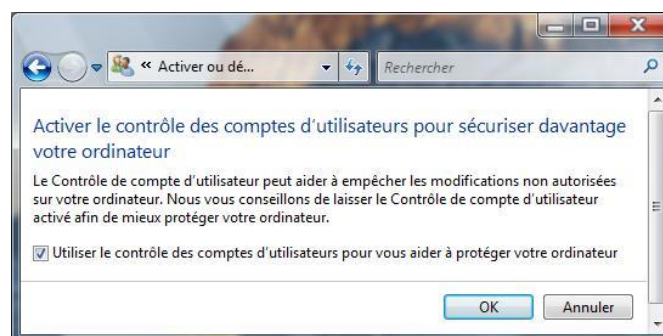 « Activer ou dé...
Rechercher
Activer le contrôle des comptes d'utilisateurs pour sécuriser davantage
votre ordinateur
Le Contrôle de compte d'utilisateur peut aider à empêcher les modifications non autorisées
sur votre ordinateur. Nous vous conseillons de laisser le Contrôle de compte d'utilisateur
activé afin de mieux protéger votre ordinateur.
Utiliser le contrôle des comptes d'utilisateurs pour vous aider à protéger votre ordinateur
OK
Annuler